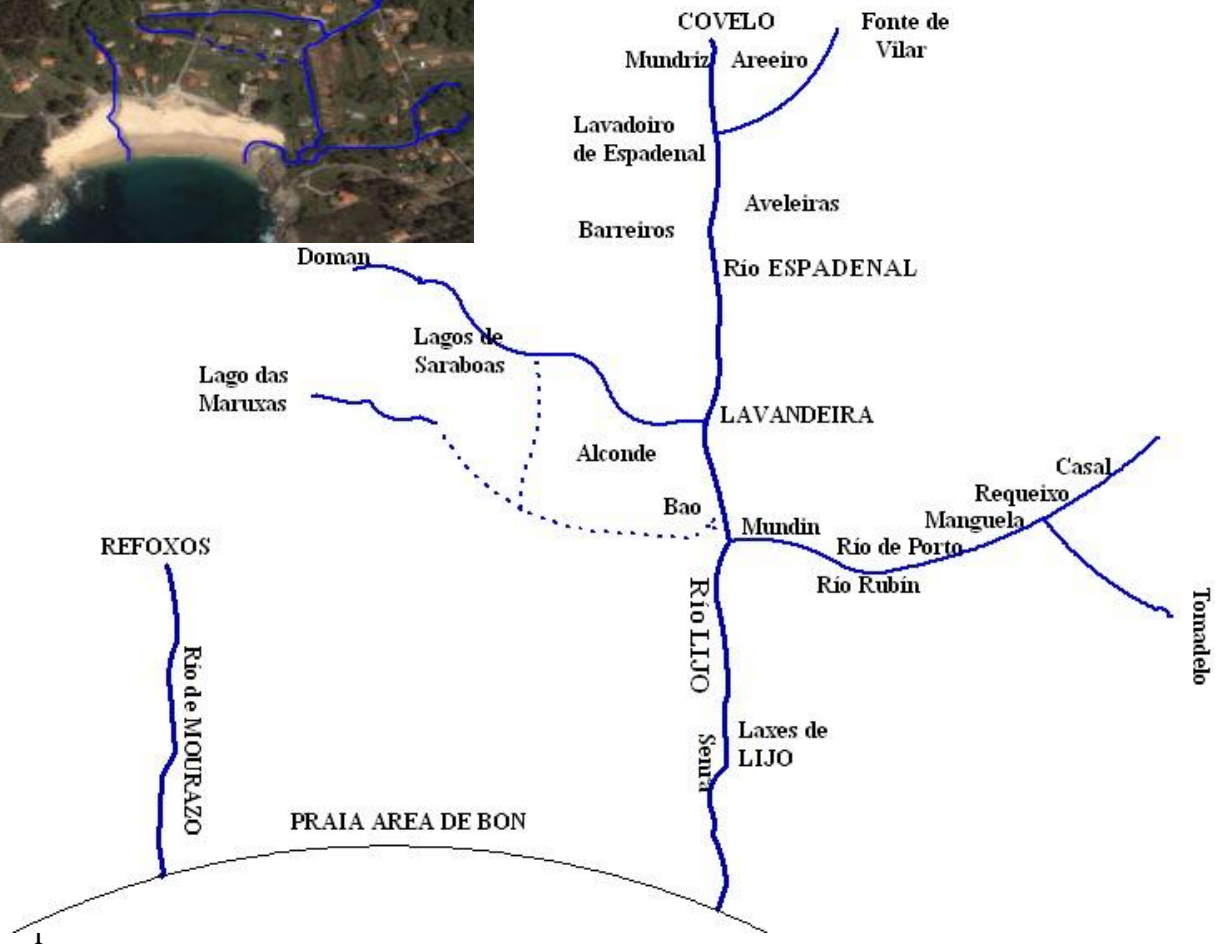 COVELO
Fonte de
Vilar
Mundriz
Areeiro
Lavadoiro
de Espadenal
Aveleiras
Barreiros
Río ESPADENAL
Doman
Lagos de
Saraboas
Lago das
Maruxas
LAVANDEIRA
Alconde
Casal
Requeixo
Bao
Manguela
Mundin
Río de Porto
REFOXOS
Río Rubín
Tomadelo
Río LIJO
Río de MOURAZO
Laxes de
LIJO
Senra
PRAIA AREA DE BON